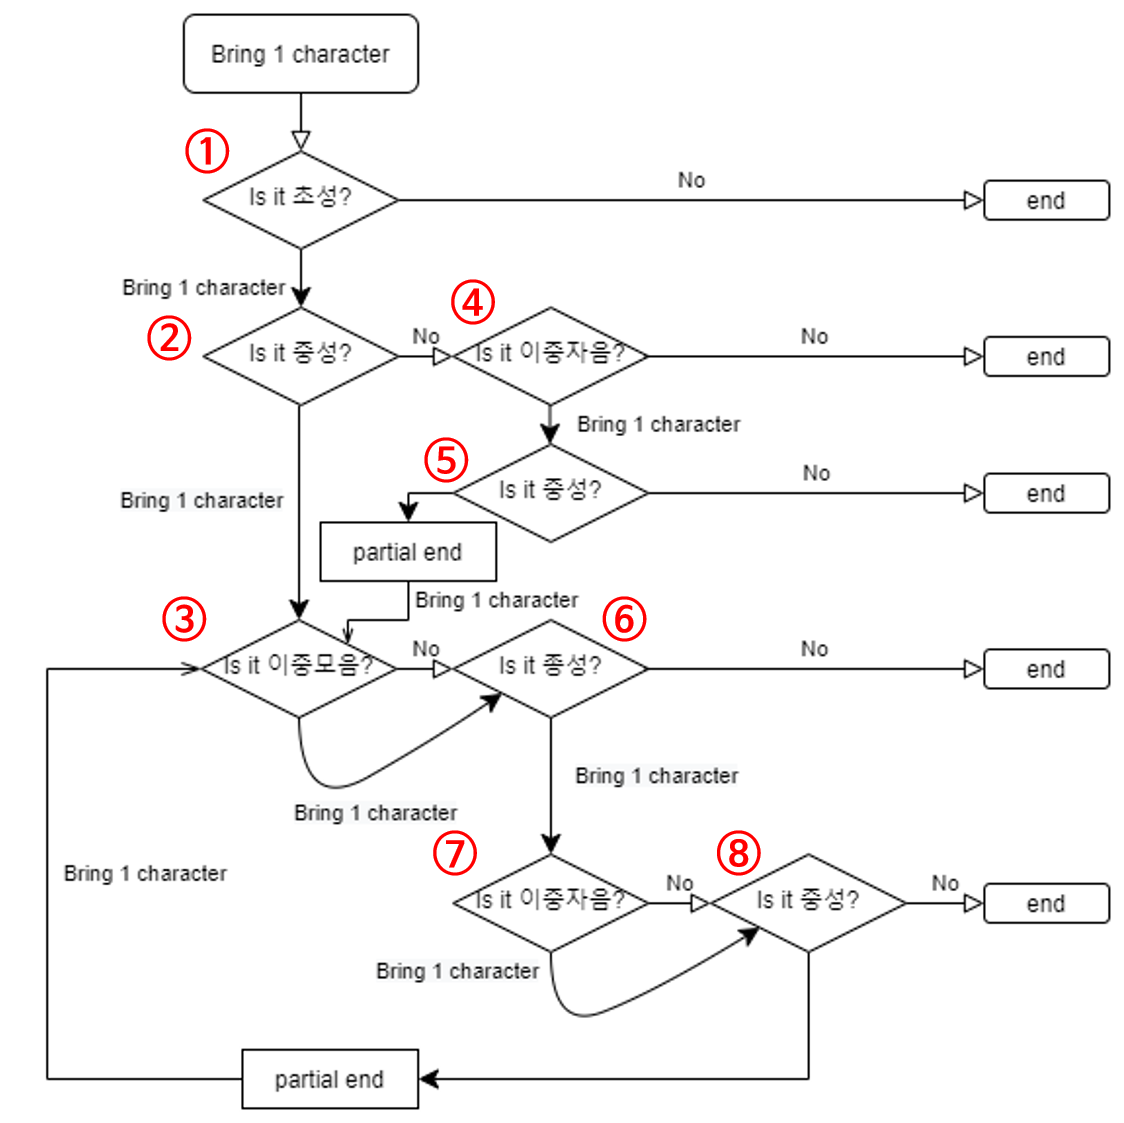 Bring 1 character
①
Is it 초성?
No
end
Bring 1 character
②
Is it 중성?
No
④
Is it 이중자음?
No
end
Bring 1 character
⑤
Is it 중성?
No
end
Bring 1 character
partial end
Bring 1 character
③
Is it 이중모음?
No
⑥
Is it 종성?
No
end
Bring 1 character
Bring 1 character
Bring 1 character
⑦
Is it 이중자음?
No
⑧
Is it 중성?
No
end
Bring 1 character
partial end